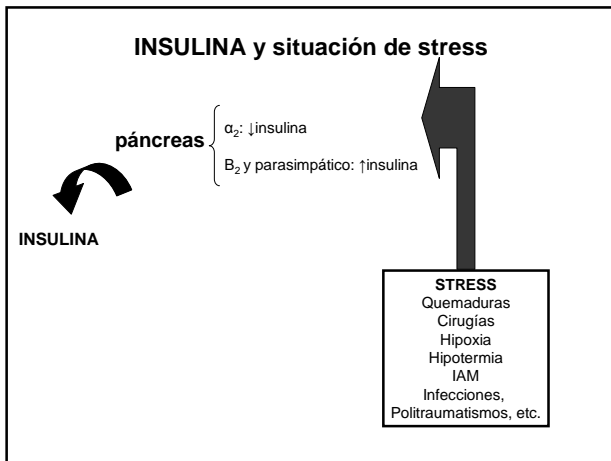 INSULINA y situación de stress
páncreas
α2: ↓insulina
B2 y parasimpático: ↑insulina
INSULINA
STRESS
Quemaduras
Cirugías
Hipoxia
Hipotermia
IAM
Infecciones,
Politraumatismos, etc.